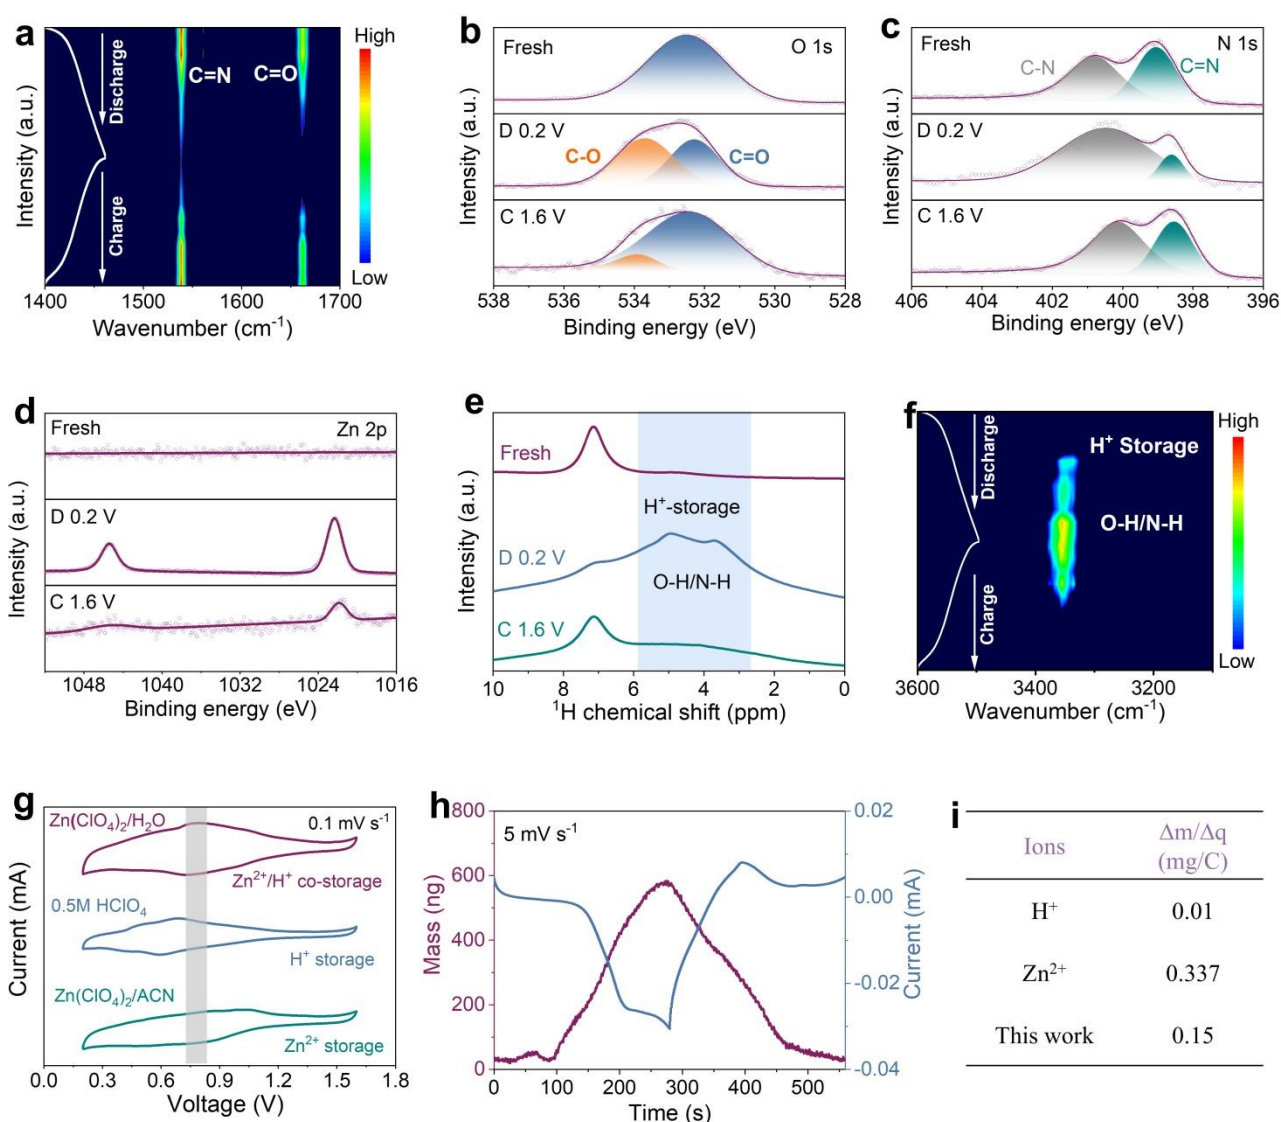 a
Intensity (a.u.)
Discharge
Charge
C=N
C=O
High
Low
1400 1500 1600 1700
Wavenumber (cm⁻¹)
b
Intensity (a.u.)
Fresh
O 1s
D 0.2 V
C-O
C=O
C 1.6 V
538 536 534 532 530 528
Binding energy (eV)
c
Intensity (a.u.)
Fresh
N 1s
C-N
C=N
D 0.2 V
C 1.6 V
406 404 402 400 398 396
Binding energy (eV)
d
Intensity (a.u.)
Fresh
Zn 2p
D 0.2 V
C 1.6 V
1048 1040 1032 1024 1016
Binding energy (eV)
e
Intensity (a.u.)
Fresh
H⁺-storage
D 0.2 V
O-H/N-H
C 1.6 V
10 8 6 4 2 0
¹H chemical shift (ppm)
f
Discharge
Charge
H⁺ Storage
O-H/N-H
High
Low
3600 3400 3200
Wavenumber (cm⁻¹)
g
Current (mA)
Zn(ClO₄)₂/H₂O
0.1 mV s⁻¹
Zn²⁺/H⁺ co-storage
0.5M HClO₄
H⁺ storage
Zn(ClO₄)₂/ACN
Zn²⁺ storage
0.0 0.3 0.6 0.9 1.2 1.5 1.8
Voltage (V)
h
Mass (ng)
800
600
400
200
0
5 mV s⁻¹
0.02
0.00
-0.02
-0.04
Current (mA)
0 100 200 300 400 500
Time (s)
i
Ions Δm/Δq
(mg/C)
H⁺ 0.01
Zn²⁺ 0.337
This work 0.15